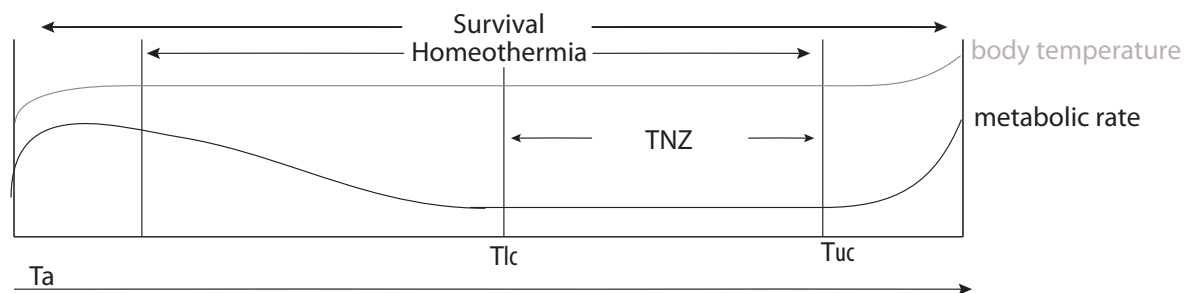 Survival
Homeothermia
body temperature
metabolic rate
TNZ
Tlc
Tuc
Ta